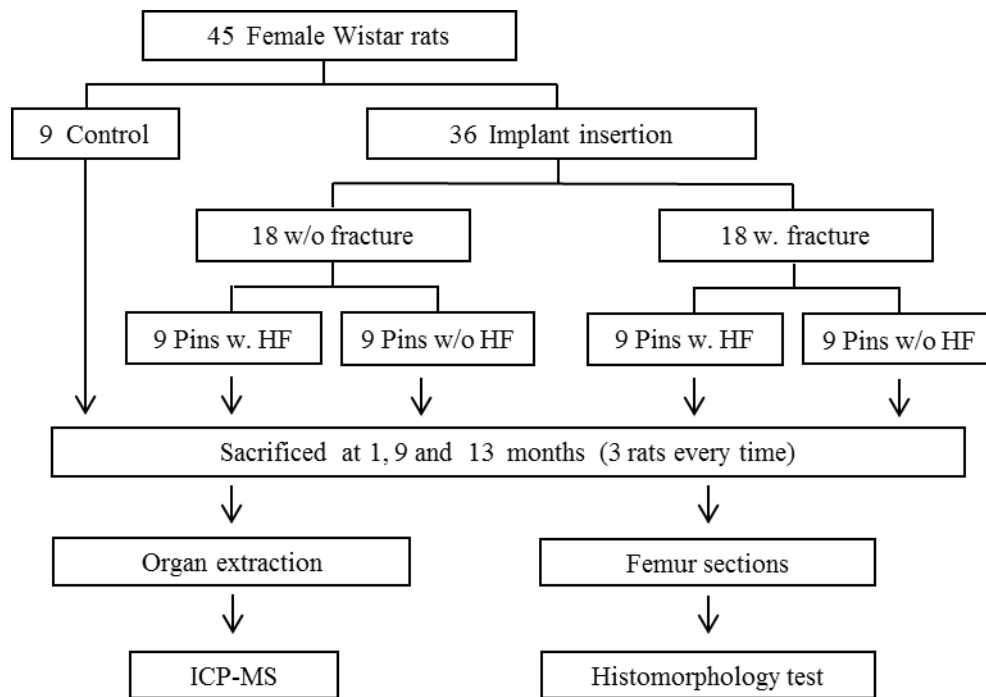 45 Female Wistar rats
9 Control
36 Implant insertion
18 w/o fracture
18 w. fracture
9 Pins w. HF
9 Pins w/o HF
9 Pins w. HF
9 Pins w/o HF
Sacrificed at 1, 9 and 13 months (3 rats every time)
Organ extraction
Femur sections
ICP-MS
Histomorphology test